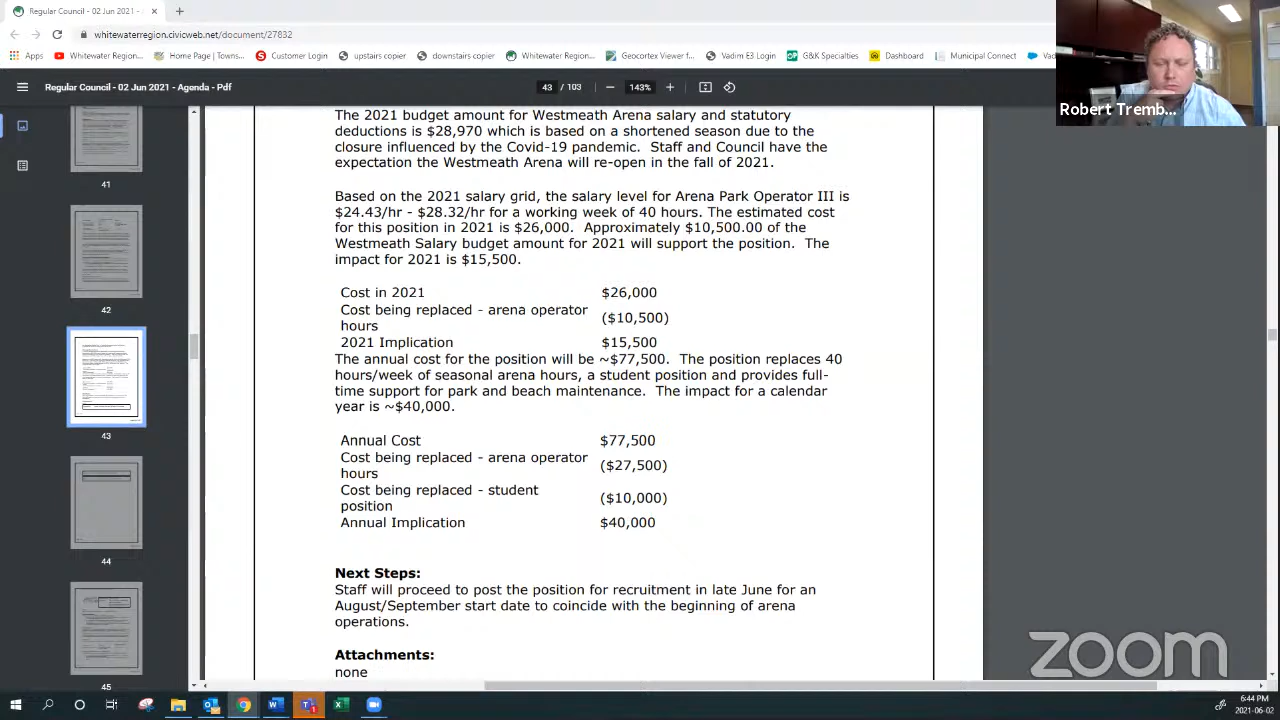 Regular Council - 02 Jun 2021 -
whitewaterregion.civicweb.net/document/27832
Apps
Whitewater Region...
Home Page | Towns...
Customer Login
upstairs copier
downstairs copier
Whitewater Region...
Geocortex Viewer f...
Vadim E3 Login
G&K Specialties
Dashboard
Municipal Connect
Vad
Regular Council - 02 Jun 2021 - Agenda - Pdf
43 / 103
143%
Robert Tremb...
41
42
43
44
45
The 2021 budget amount for Westmeath Arena salary and statutory
deductions is $28,970 which is based on a shortened season due to the
closure influenced by the Covid-19 pandemic. Staff and Council have the
expectation the Westmeath Arena will re-open in the fall of 2021.
Based on the 2021 salary grid, the salary level for Arena Park Operator III is
$24.43/hr - $28.32/hr for a working week of 40 hours. The estimated cost
for this position in 2021 is $26,000. Approximately $10,500.00 of the
Westmeath Salary budget amount for 2021 will support the position. The
impact for 2021 is $15,500.
Cost in 2021 $26,000
Cost being replaced - arena operator
hours ($10,500)
2021 Implication $15,500
The annual cost for the position will be ~$77,500. The position replaces 40
hours/week of seasonal arena hours, a student position and provides full-
time support for park and beach maintenance. The impact for a calendar
year is ~$40,000.
Annual Cost $77,500
Cost being replaced - arena operator
hours ($27,500)
Cost being replaced - student
position ($10,000)
Annual Implication $40,000
Next Steps:
Staff will proceed to post the position for recruitment in late June for an
August/September start date to coincide with the beginning of arena
operations.
Attachments:
none
zoom
6:44 PM
2021-06-02